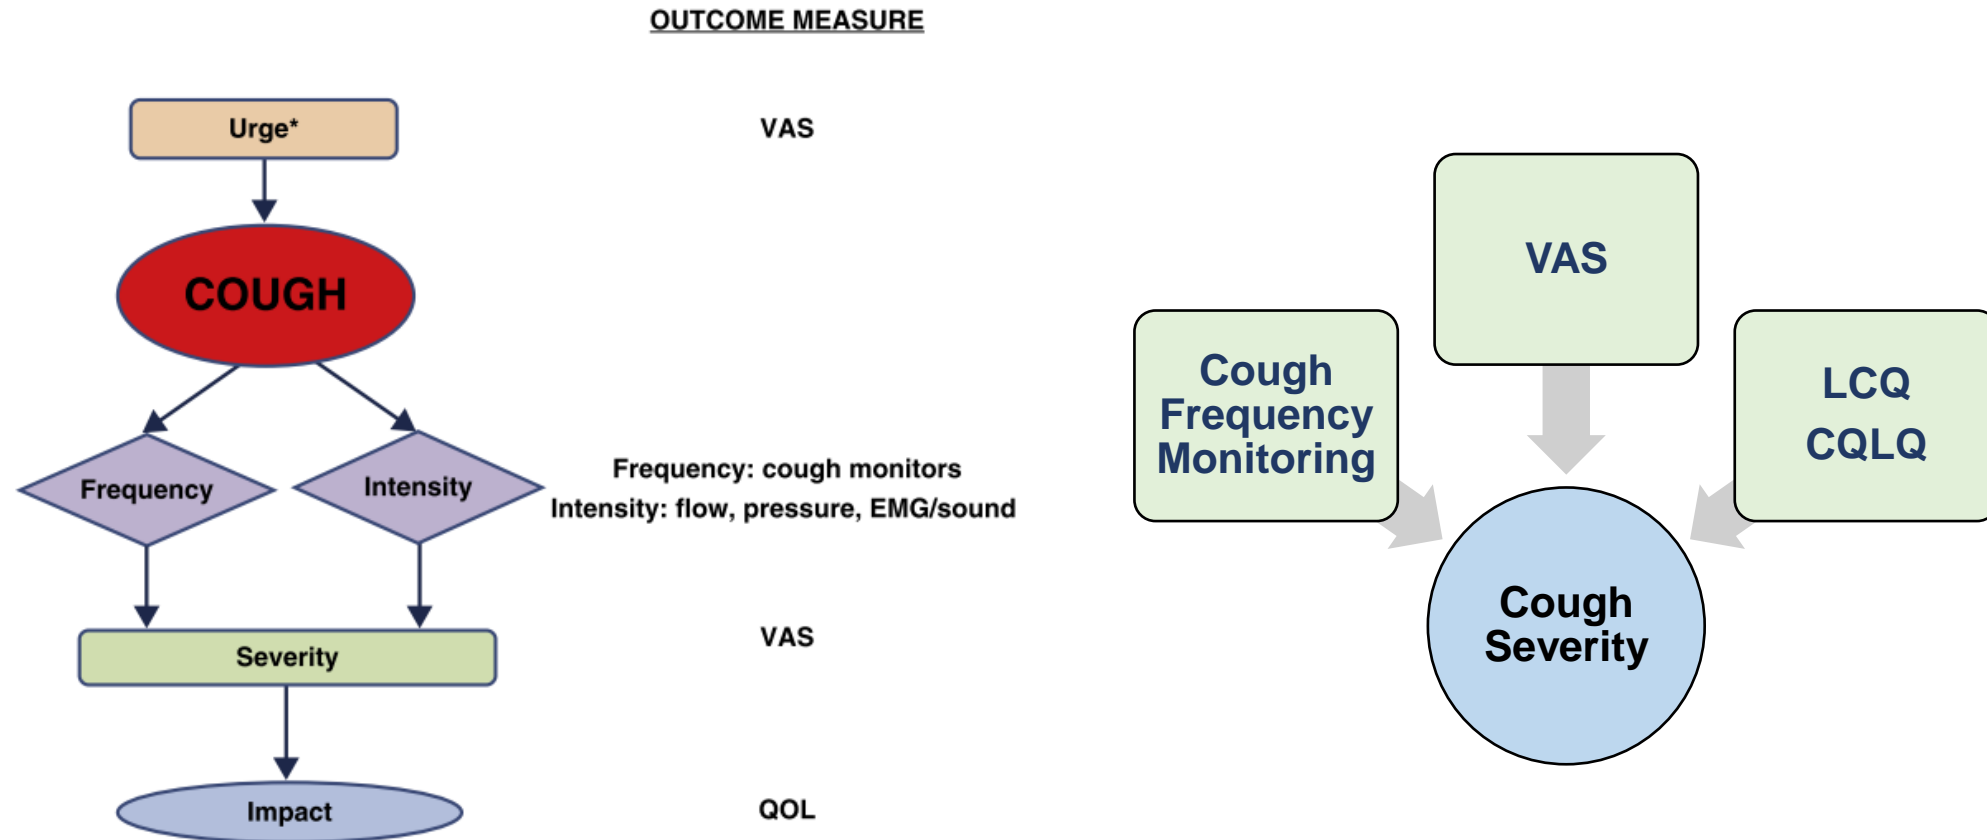 OUTCOME MEASURE
Urge*
VAS
COUGH
Frequency
Intensity
Frequency: cough monitors
Intensity: flow, pressure, EMG/sound
Severity
VAS
Impact
QOL
VAS
Cough
Frequency
Monitoring
LCQ
CQLQ
Cough
Severity